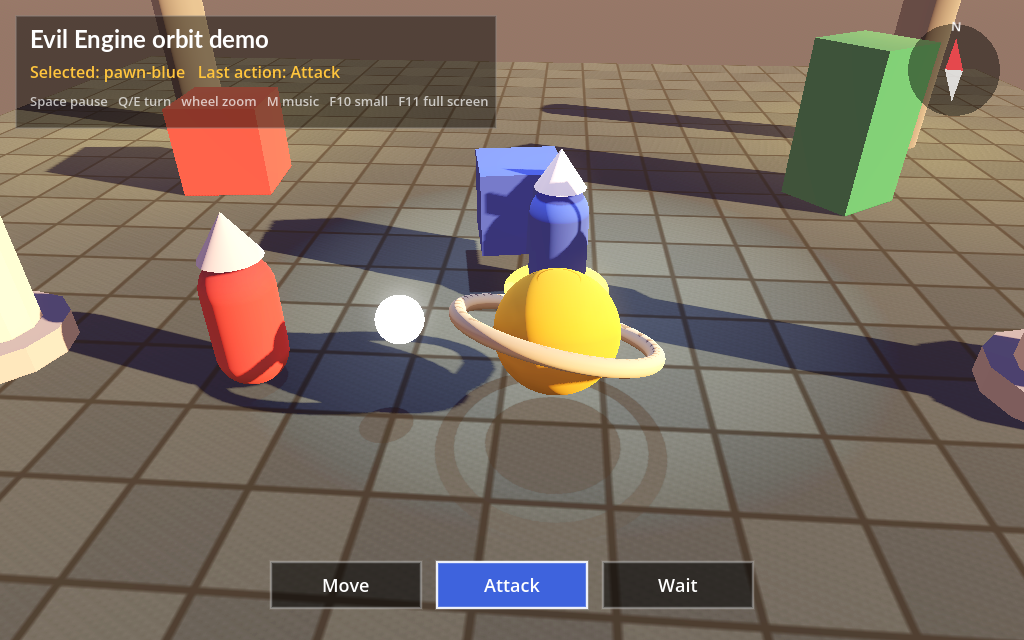 Evil Engine orbit demo
Selected: pawn-blue Last action: Attack
Space pause Q/E turn wheel zoom M music F10 small F11 full screen
N
Move Attack Wait